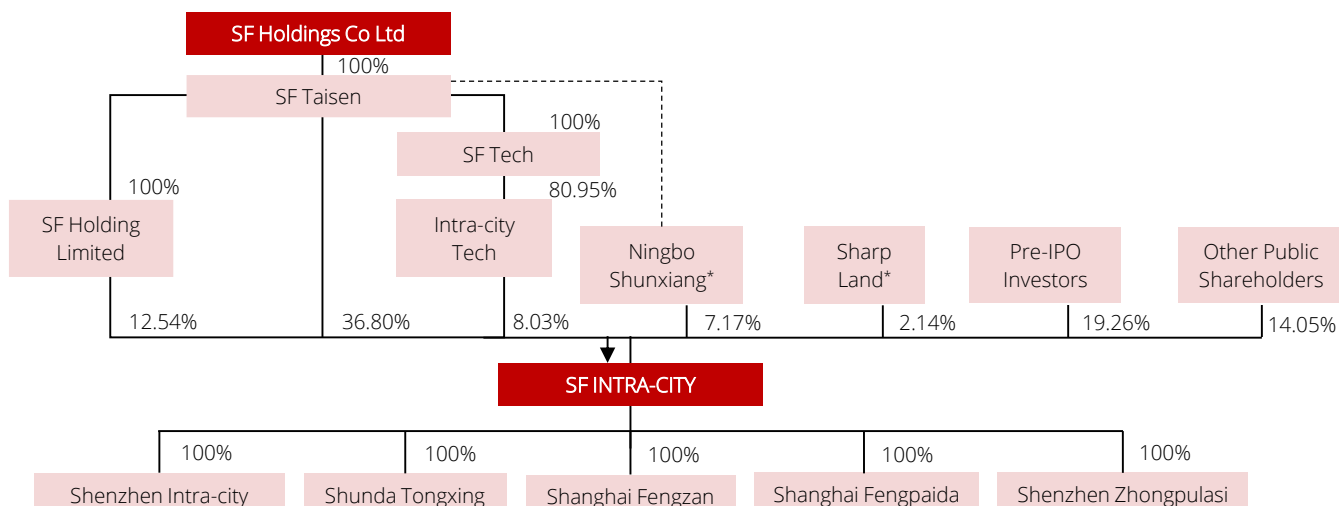 SF Holdings Co Ltd
100%
SF Taisen
100%
SF Tech
100%
80.95%
SF Holding
Limited
Intra-city
Tech
Ningbo
Shunxiang*
Sharp
Land*
Pre-IPO
Investors
Other Public
Shareholders
12.54%
36.80%
8.03%
7.17%
2.14%
19.26%
14.05%
SF INTRA-CITY
100%
100%
100%
100%
100%
Shenzhen Intra-city
Shunda Tongxing
Shanghai Fengzan
Shanghai Fengpaida
Shenzhen Zhongpulasi